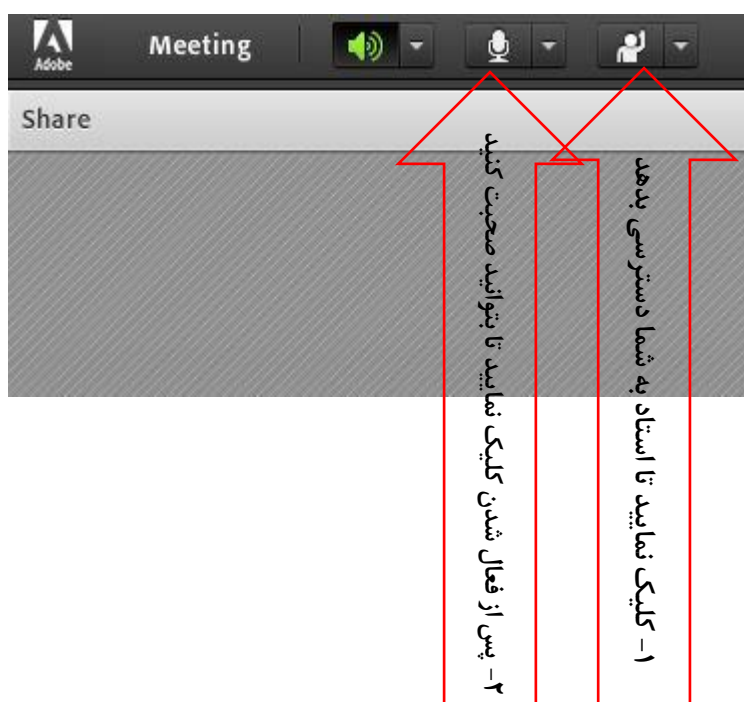 Adobe
Meeting
Share
۱- کلیک نمایید تا استاد به شما دسترسی بدهد
۲- پس از فعال شدن کلیک نمایید تا بتوانید صحبت کنید